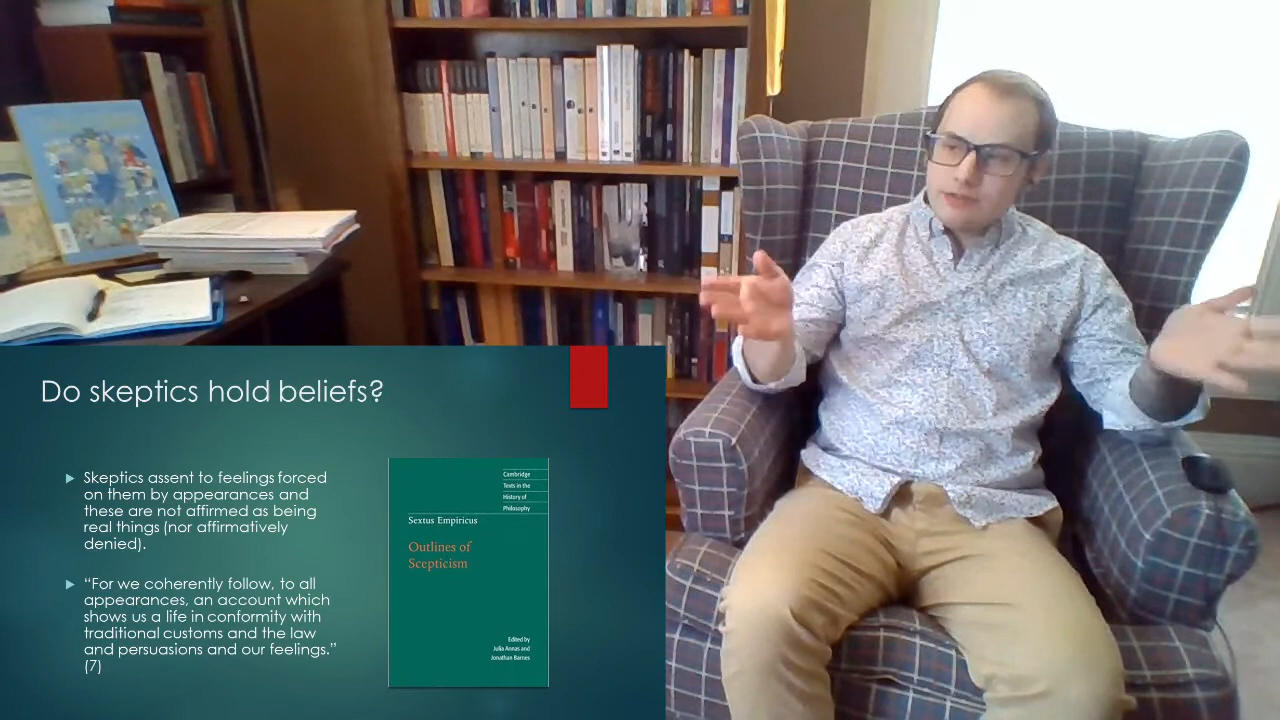 Do skeptics hold beliefs?
Skeptics assent to feelings forced
on them by appearances and
these are not affirmed as being
real things (nor affirmatively
denied).
“For we coherently follow, to all
appearances, an account which
shows us a life in conformity with
traditional customs and the law
and persuasions and our feelings.”
(7)
Cambridge
Texts in the
History of
Philosophy
Sextus Empiricus
Outlines of
Scepticism
Edited by
Julia Annas and
Jonathan Barnes